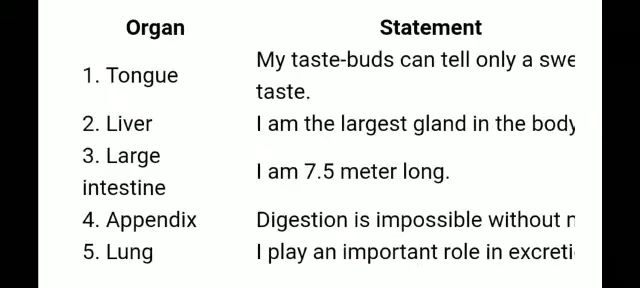 Organ Statement
1. Tongue My taste-buds can tell only a swe
taste.
2. Liver I am the largest gland in the body
3. Large
intestine I am 7.5 meter long.
4. Appendix Digestion is impossible without
5. Lung I play an important role in excreti